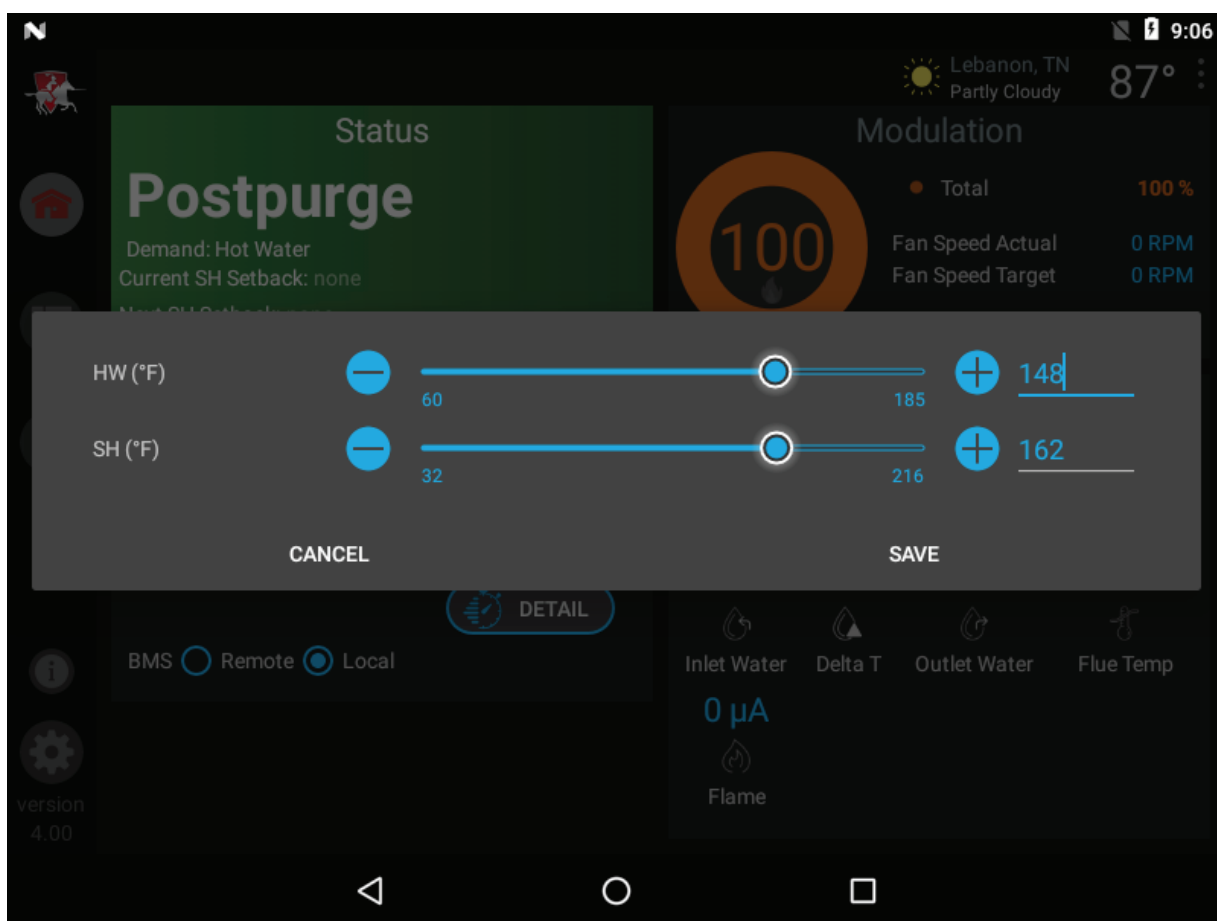 9:06
Lebanon, TN
Partly Cloudy
87°
Status
Postpurge
Demand: Hot Water
Current SH Setback: none
Modulation
100
Total 100 %
Fan Speed Actual 0 RPM
Fan Speed Target 0 RPM
HW (°F)
60
185
148
SH (°F)
32
216
162
CANCEL
SAVE
DETAIL
BMS Remote Local
Inlet Water Delta T Outlet Water Flue Temp
0 µA
Flame
version
4.00